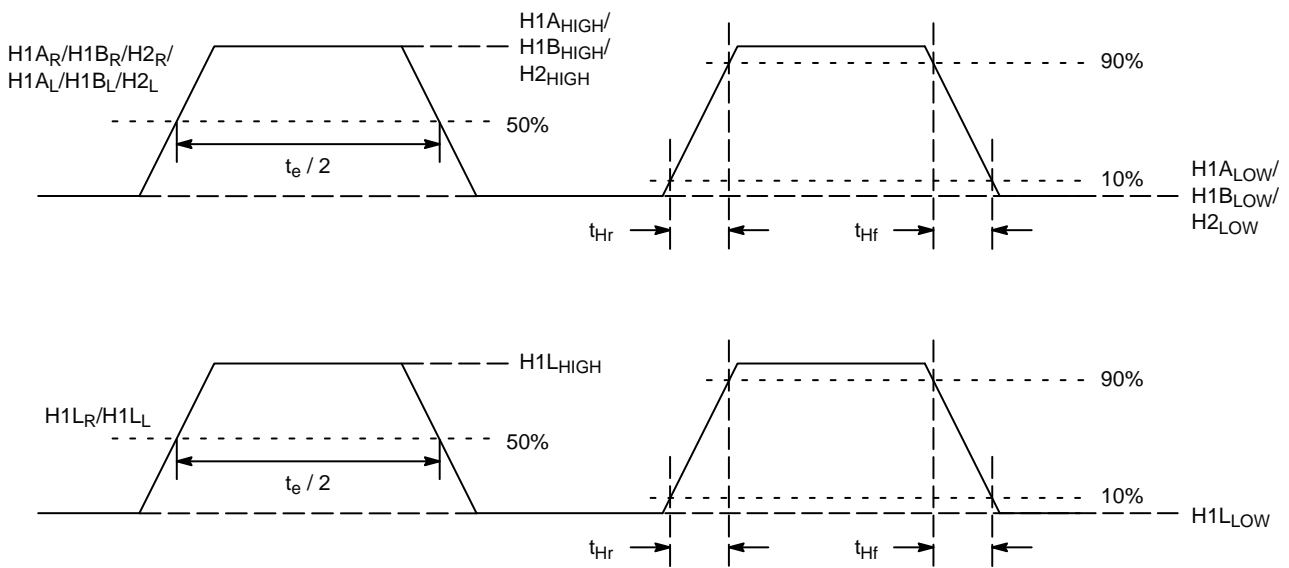 H1A_R/H1B_R/H2_R/
H1A_L/H1B_L/H2_L
H1A_HIGH/
H1B_HIGH/
H2_HIGH
50%
t_e / 2
90%
10%
H1A_LOW/
H1B_LOW/
H2_LOW
t_Hr
t_Hf
H1L_HIGH
H1L_R/H1L_L
50%
t_e / 2
90%
10%
H1L_LOW
t_Hr
t_Hf